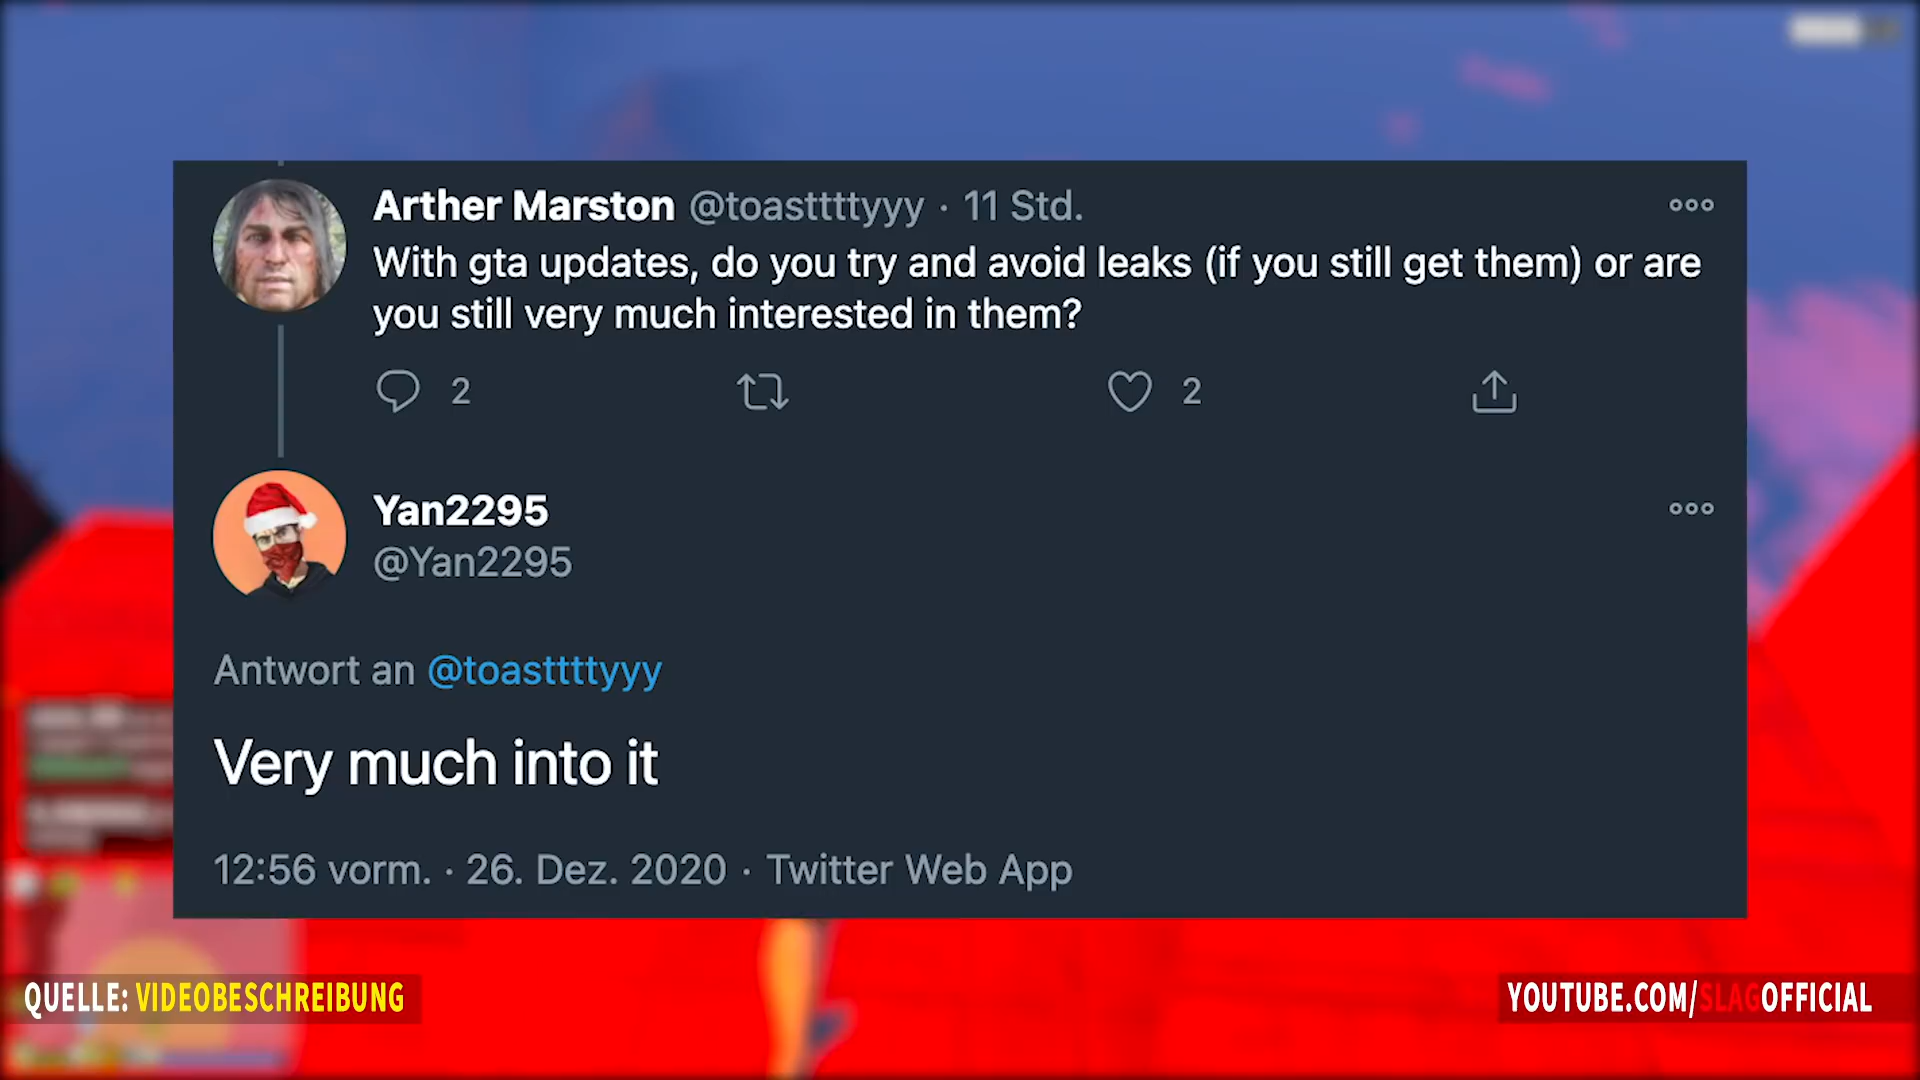 Arther Marston @toasttttyyy · 11 Std.
With gta updates, do you try and avoid leaks (if you still get them) or are
you still very much interested in them?
2 2
Yan2295
@Yan2295
Antwort an @toasttttyyy
Very much into it
12:56 vorm. · 26. Dez. 2020 · Twitter Web App
QUELLE: VIDEOBESCHREIBUNG
YOUTUBE.COM/SLAGOFFICIAL